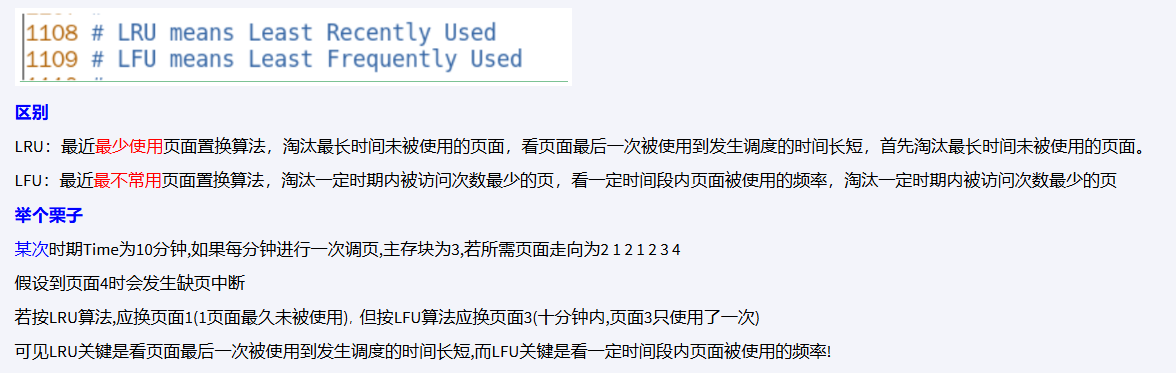 1108 # LRU means Least Recently Used
1109 # LFU means Least Frequently Used
区别
LRU：最近最少使用页面置换算法，淘汰最长时间未被使用的页面，看页面最后一次被使用到发生调度的时间长短，首先淘汰最长时间未被使用的页面。
LFU：最近最不常用页面置换算法，淘汰一定时期内被访问次数最少的页，看一定时间段内页面被使用的频率，淘汰一定时期内被访问次数最少的页
举个栗子
某次时期Time为10分钟,如果每分钟进行一次调页,主存块为3,若所需页面走向为2 1 2 1 2 3 4
假设到页面4时会发生缺页中断
若按LRU算法,应换页面1(1页面最久未被使用)，但按LFU算法应换页面3(十分钟内,页面3只使用了一次)
可见LRU关键是看页面最后一次被使用到发生调度的时间长短,而LFU关键是看一定时间段内页面被使用的频率!